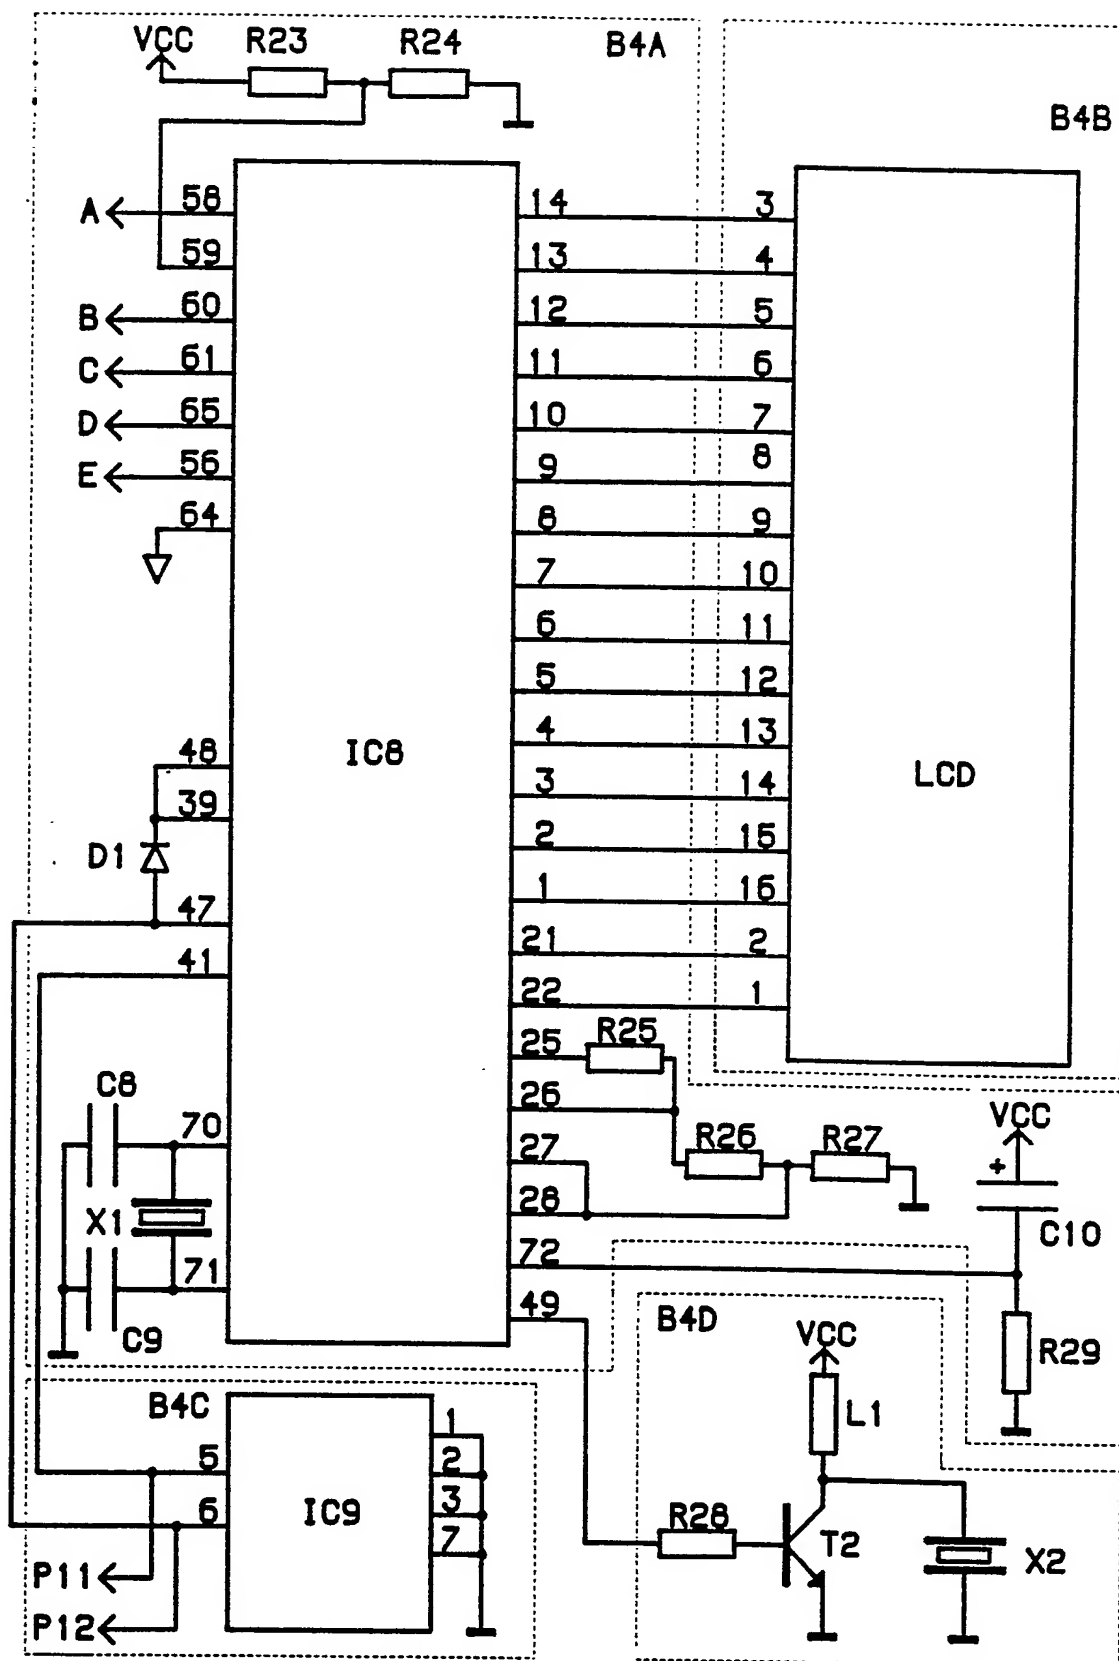 VCC R23 R24 B4A
B4B
A 58 14 3
59 13 4
B 60 12 5
C 61 11 6
D 65 10 7
E 56 9 8
64 8 9
7 10
6 11
5 12
48 4 13
IC8 LCD
39 3 14
D1 2 15
1 16
47 21 2
41 22 1
25 R25
C8 26 VCC
70 27 R26 R27 +
X1 28 C10
71 72
C9 49 B4D VCC R29
B4C 1 L1
5 2
6 IC9 3 R28
7 T2 X2
P11
P12